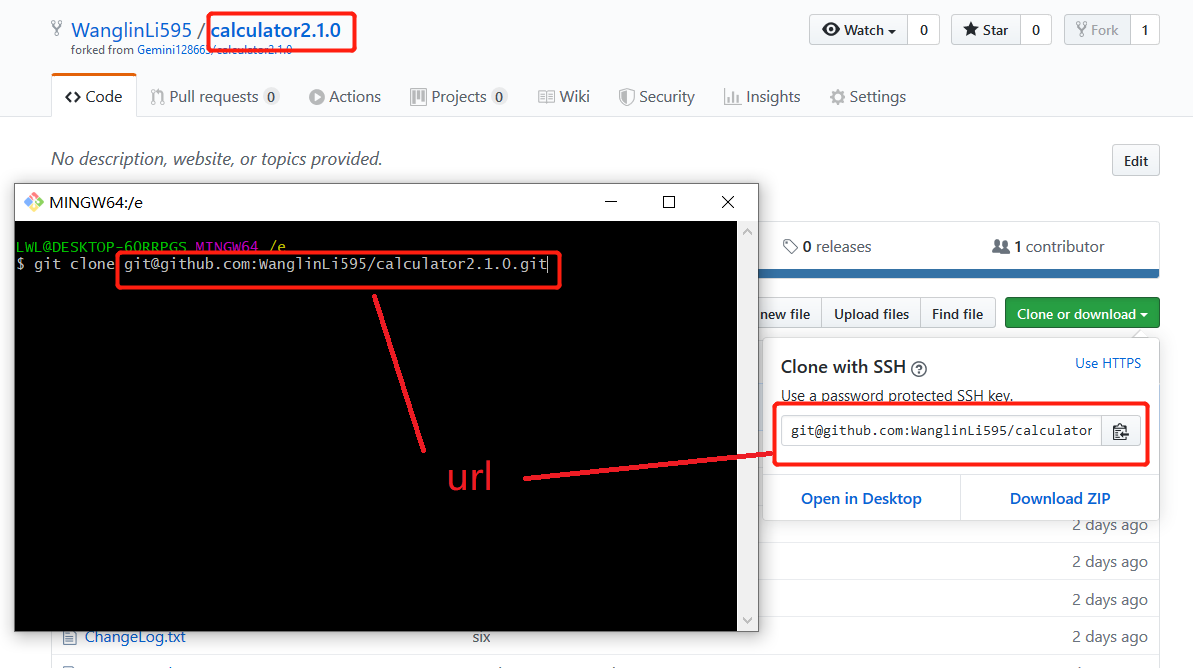 WanglinLi595 / calculator2.1.0
forked from Gemini12866 /calculator2.1.0
Watch 0
Star 0
Fork 1
Code
Pull requests 0
Actions
Projects 0
Wiki
Security
Insights
Settings
No description, website, or topics provided.
Edit
MINGW64:/e
LWL@DESKTOP-6QRRPGS MINGW64 /e
$ git clone git@github.com:WanglinLi595/calculator2.1.0.git
0 releases
1 contributor
new file
Upload files
Find file
Clone or download
Clone with SSH ?
Use HTTPS
Use a password protected SSH key.
git@github.com:WanglinLi595/calculator
url
Open in Desktop
Download ZIP
2 days ago
2 days ago
2 days ago
ChangeLog.txt
six
2 days ago